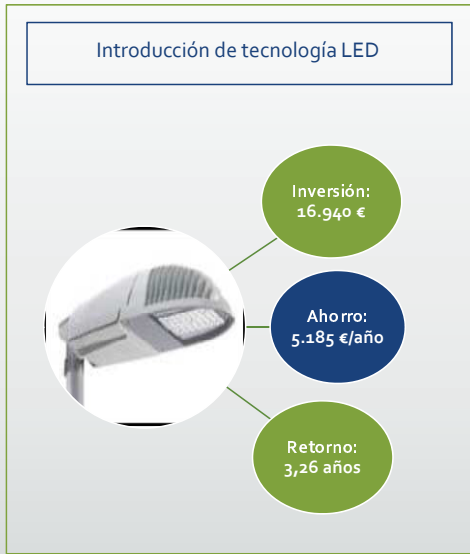 Introducción de tecnología LED
Inversión:
16.940 €
Ahorro:
5.185 €/año
Retorno:
3,26 años